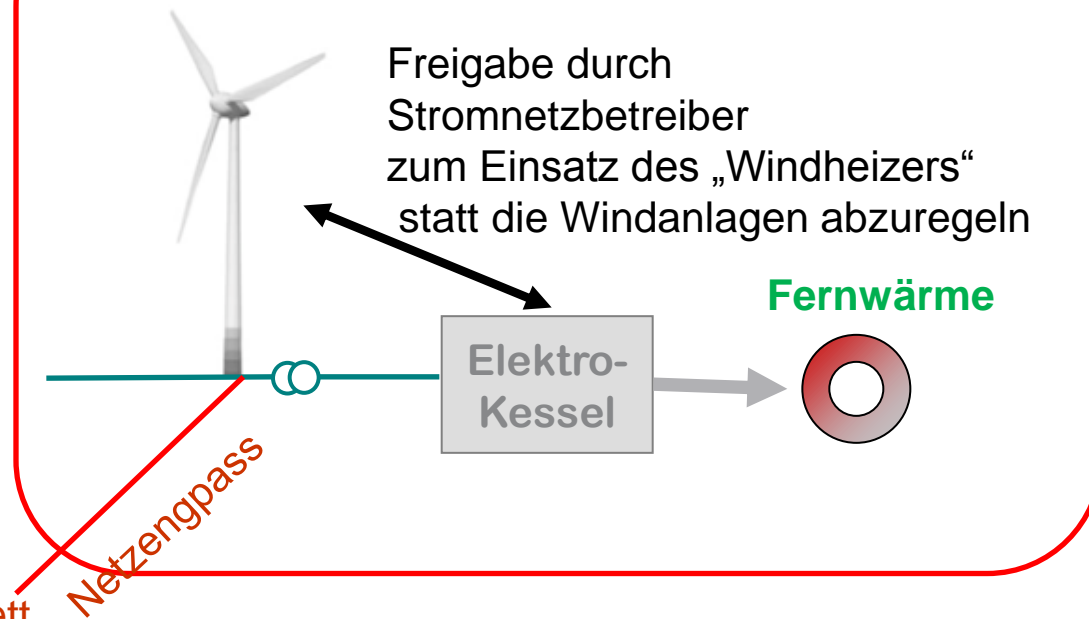 Freigabe durch
Stromnetzbetreiber
zum Einsatz des „Windheizers“
statt die Windanlagen abzuregeln
Fernwärme
Elektro-
Kessel
Netzengpass